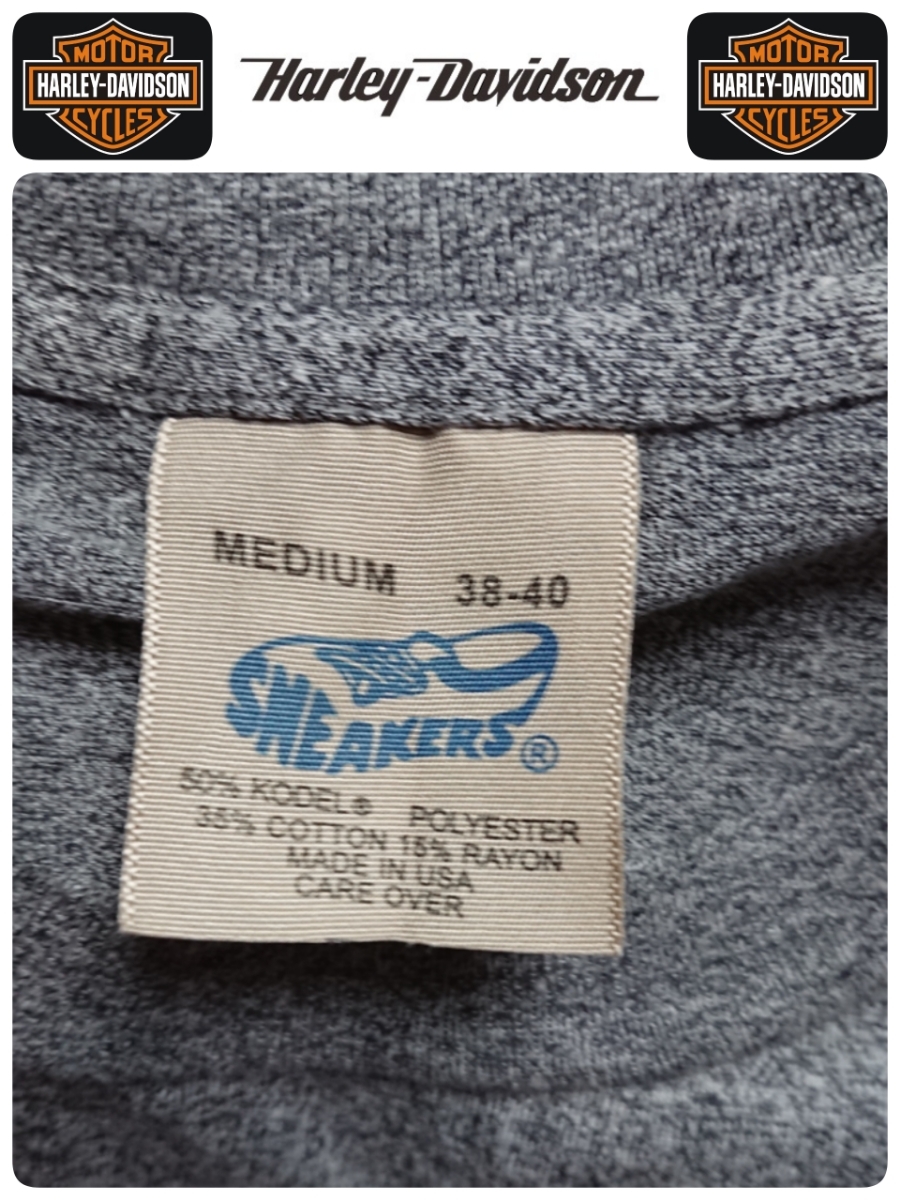 MOTOR
HARLEY-DAVIDSON
CYCLES
Harley-Davidson
MOTOR
HARLEY-DAVIDSON
CYCLES
MEDIUM 38-40
SNEAKERS®
50% KODEL® POLYESTER
35% COTTON 15% RAYON
MADE IN USA
CARE OVER